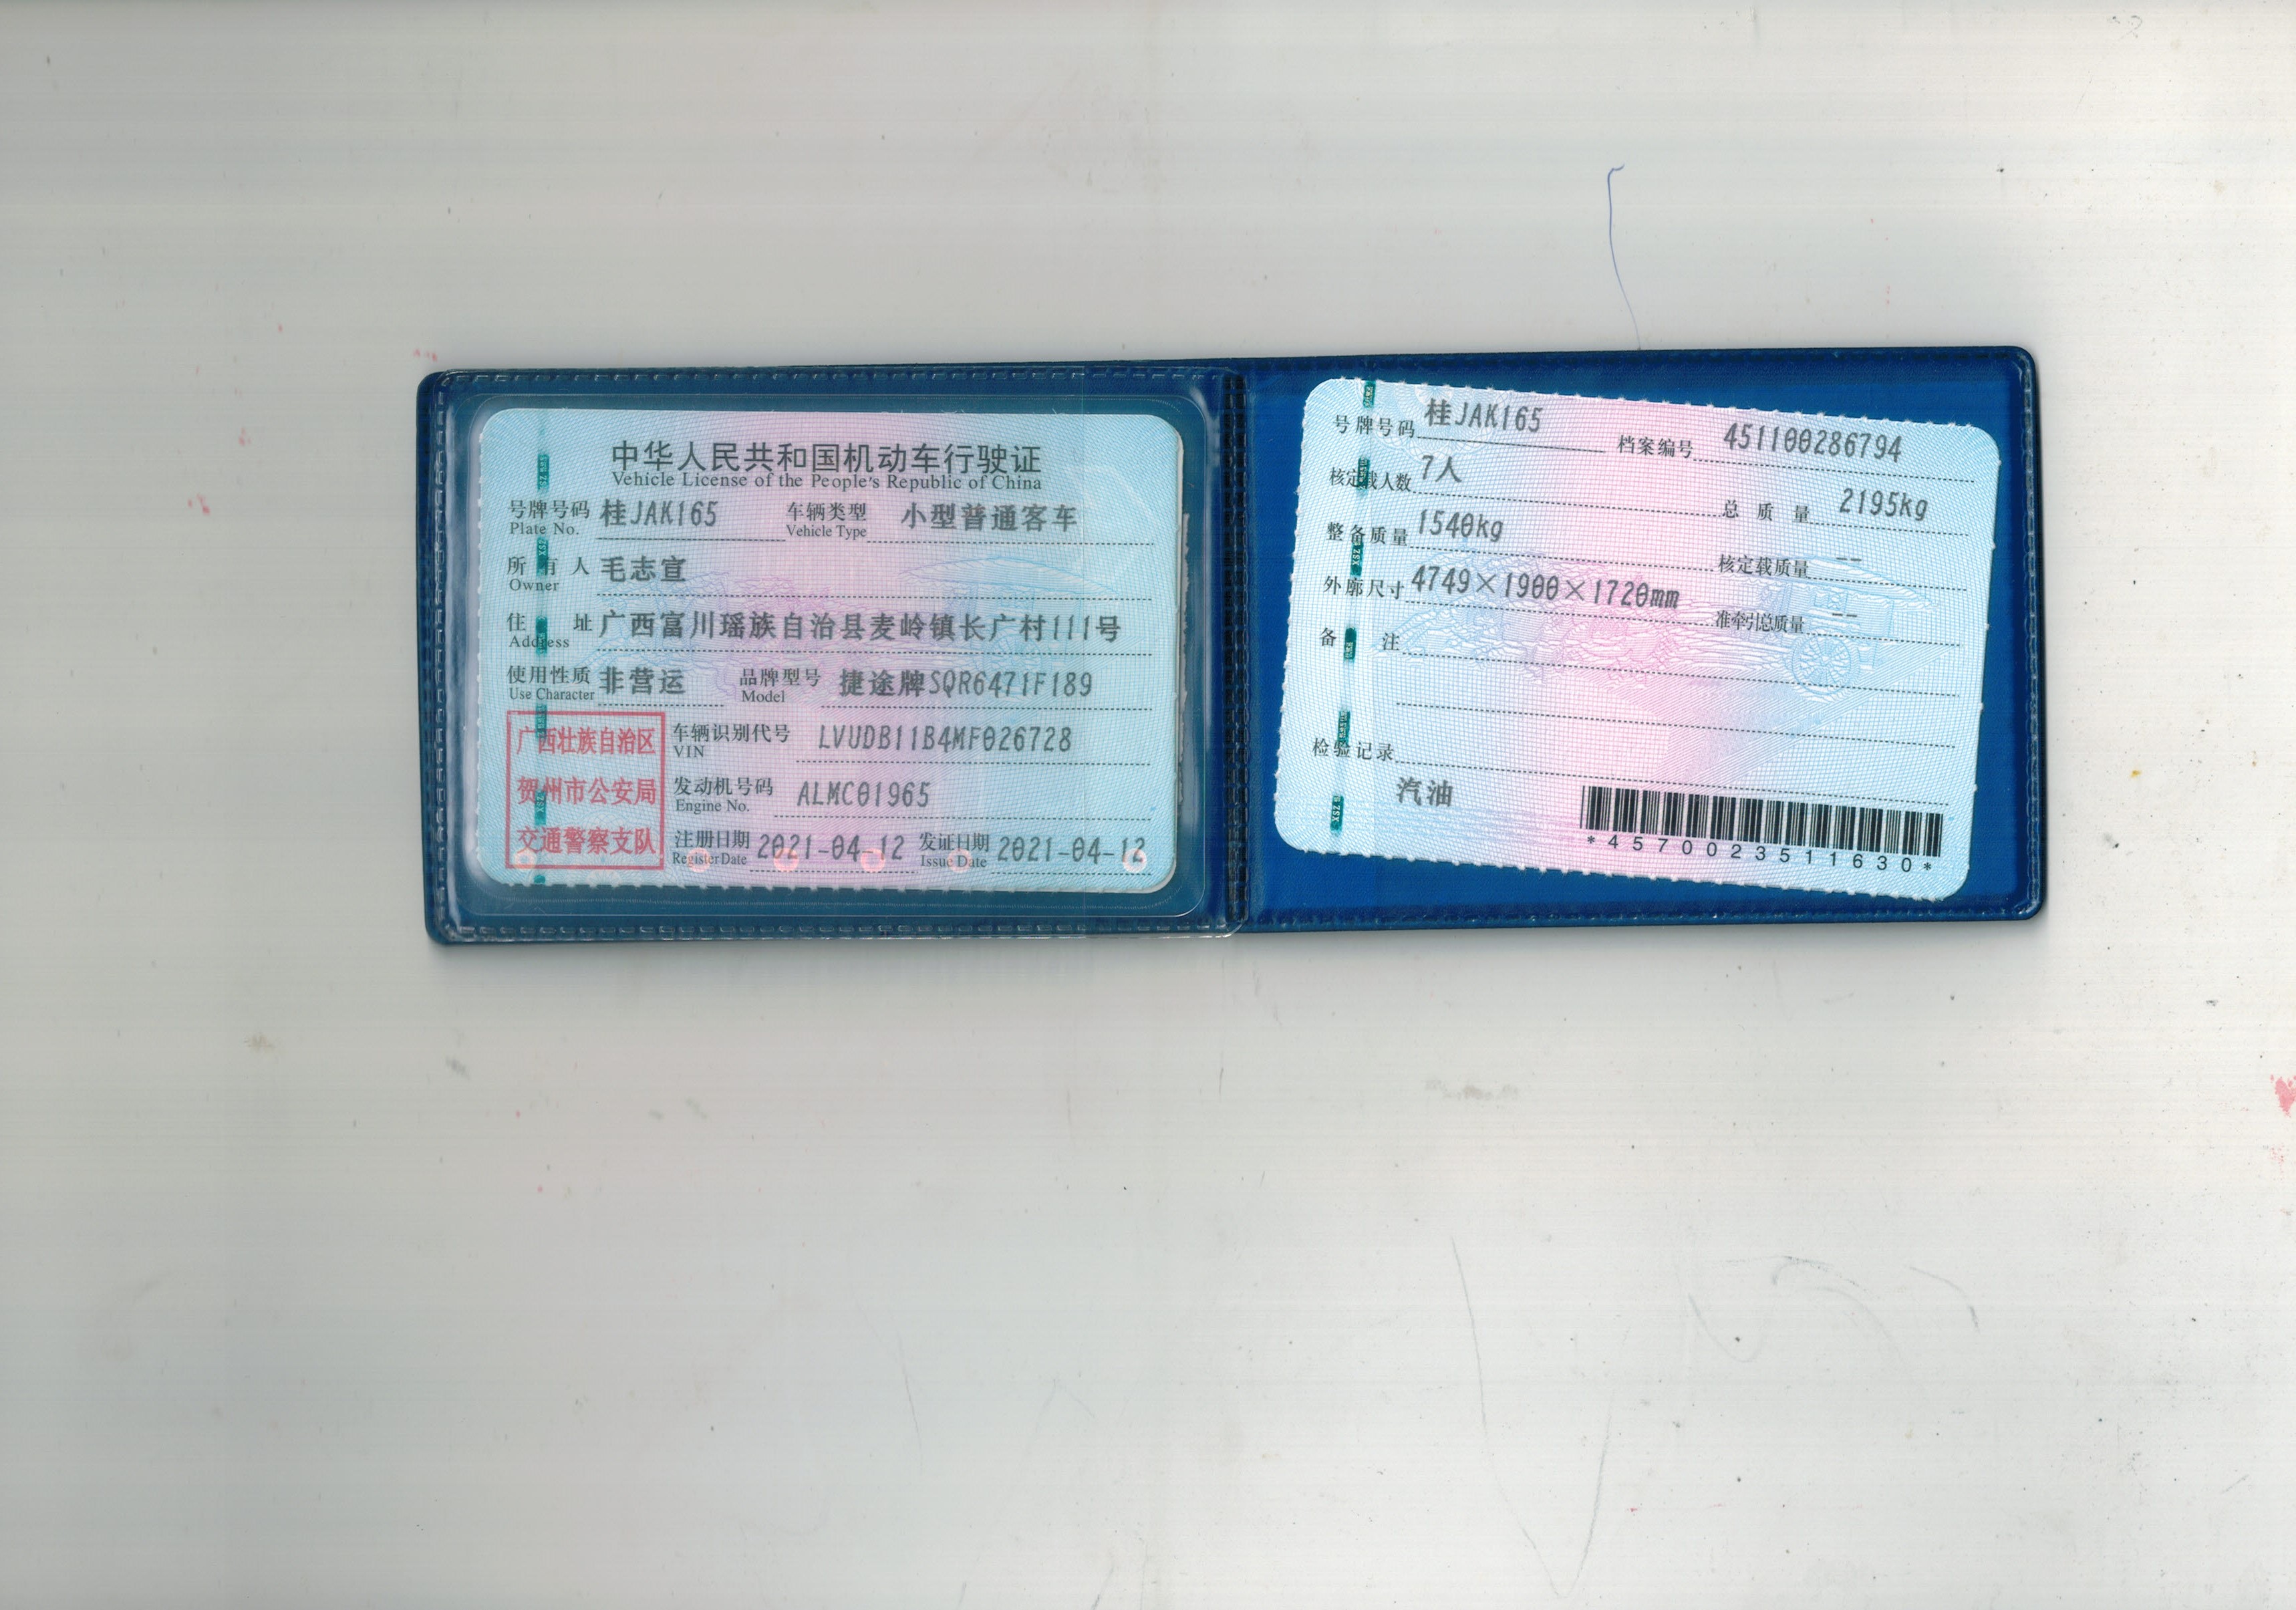 中华人民共和国机动车行驶证
Vehicle License of the People's Republic of China
号牌号码 桂JAK165 车辆类型 小型普通客车
Plate No. Vehicle Type
所有人 毛志宣
Owner
住址 广西富川瑶族自治县麦岭镇长广村111号
Address
使用性质 非营运 品牌型号 捷途牌SQR6471F189
Use Character Model
广西壮族自治区
贺州市公安局
交通警察支队
车辆识别代号 LVUDB11B4MF026728
VIN
发动机号码 ALMC01965
Engine No.
注册日期 2021-04-12 发证日期 2021-04-12
Register Date Issue Date
号牌号码 桂JAK165 档案编号 451100286794
核定载人数 7人 总质量 2195kg
整备质量 1540kg 核定载质量 --
外廓尺寸 4749×1900×1720mm 准牵引总质量 --
备注
检验记录
汽油
*4570023511630*